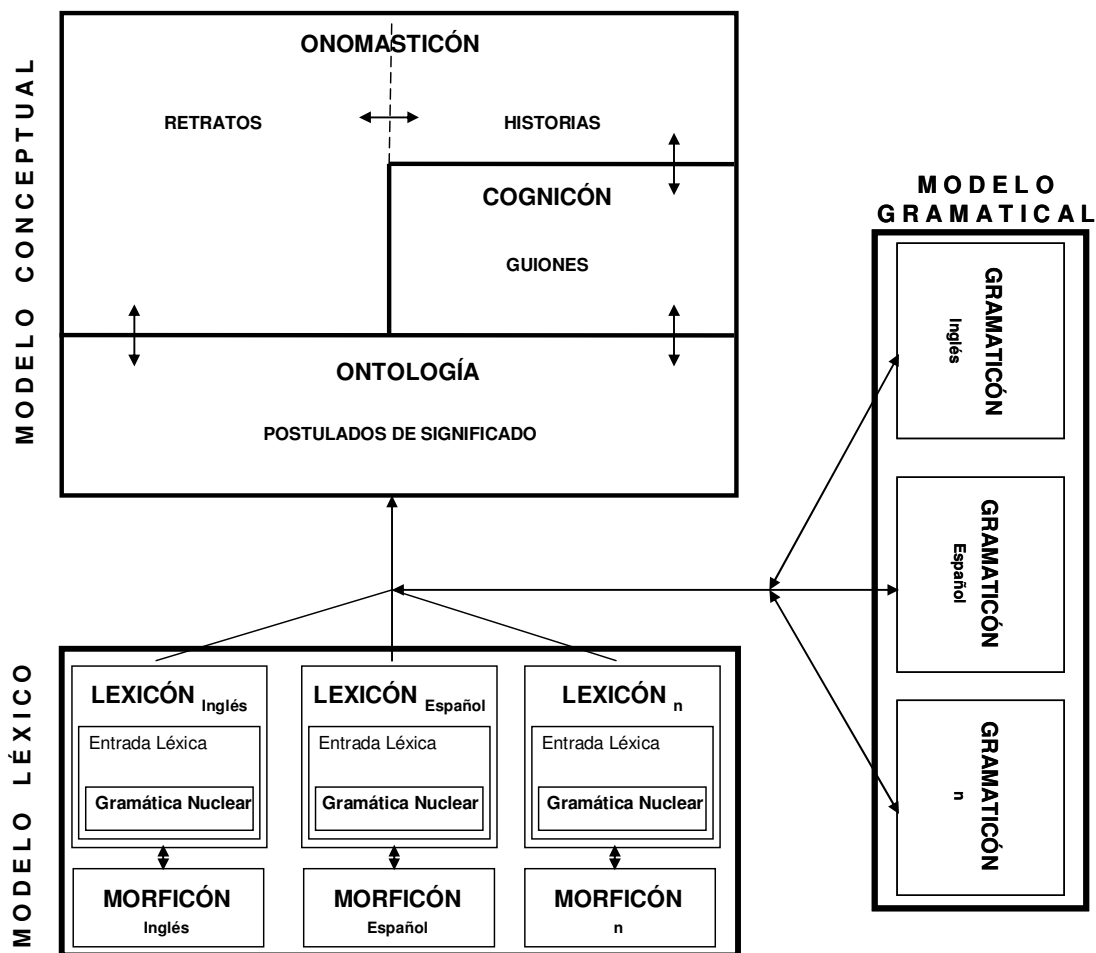 MODELO CONCEPTUAL
ONOMASTICÓN
RETRATOS
HISTORIAS
COGNICÓN
GUIONES
ONTOLOGÍA
POSTULADOS DE SIGNIFICADO
MODELO
GRAMATICAL
GRAMATICÓN
Inglés
GRAMATICÓN
Español
GRAMATICÓN
n
MODELO LÉXICO
LEXICÓN Inglés
Entrada Léxica
Gramática Nuclear
MORFICÓN
Inglés
LEXICÓN Español
Entrada Léxica
Gramática Nuclear
MORFICÓN
Español
LEXICÓN n
Entrada Léxica
Gramática Nuclear
MORFICÓN
n